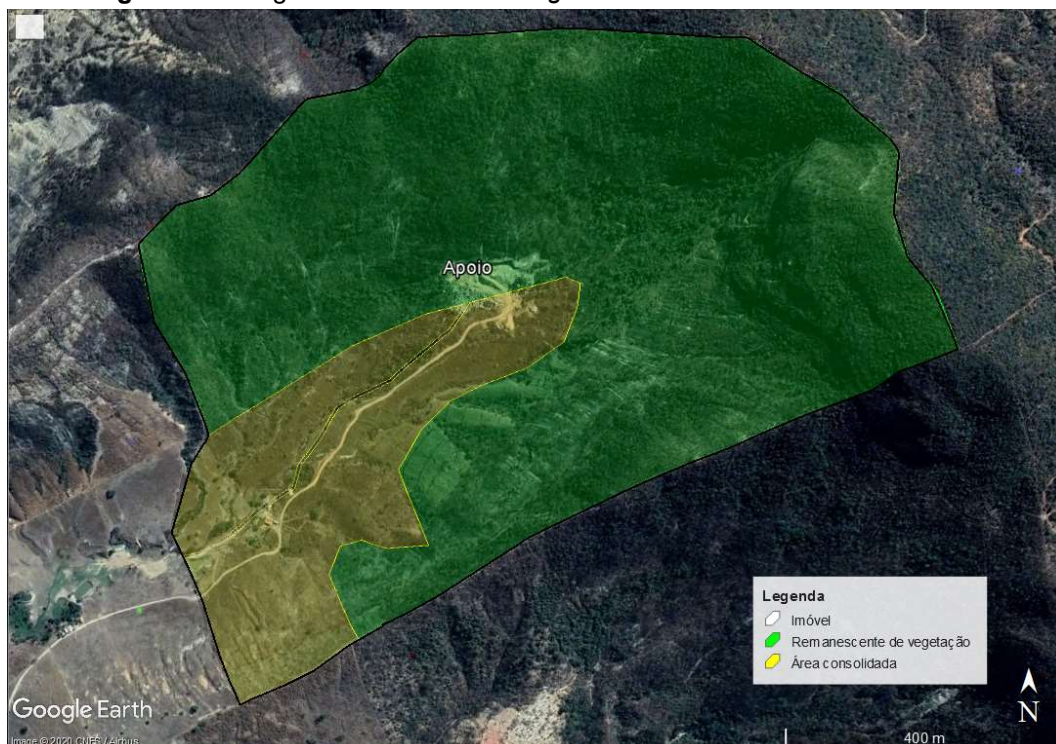 Apoio
Legenda
Imóvel
Remanescente de vegetação
Área consolidada
Google Earth
N
Image © 2020 CNES / Airbus
400 m